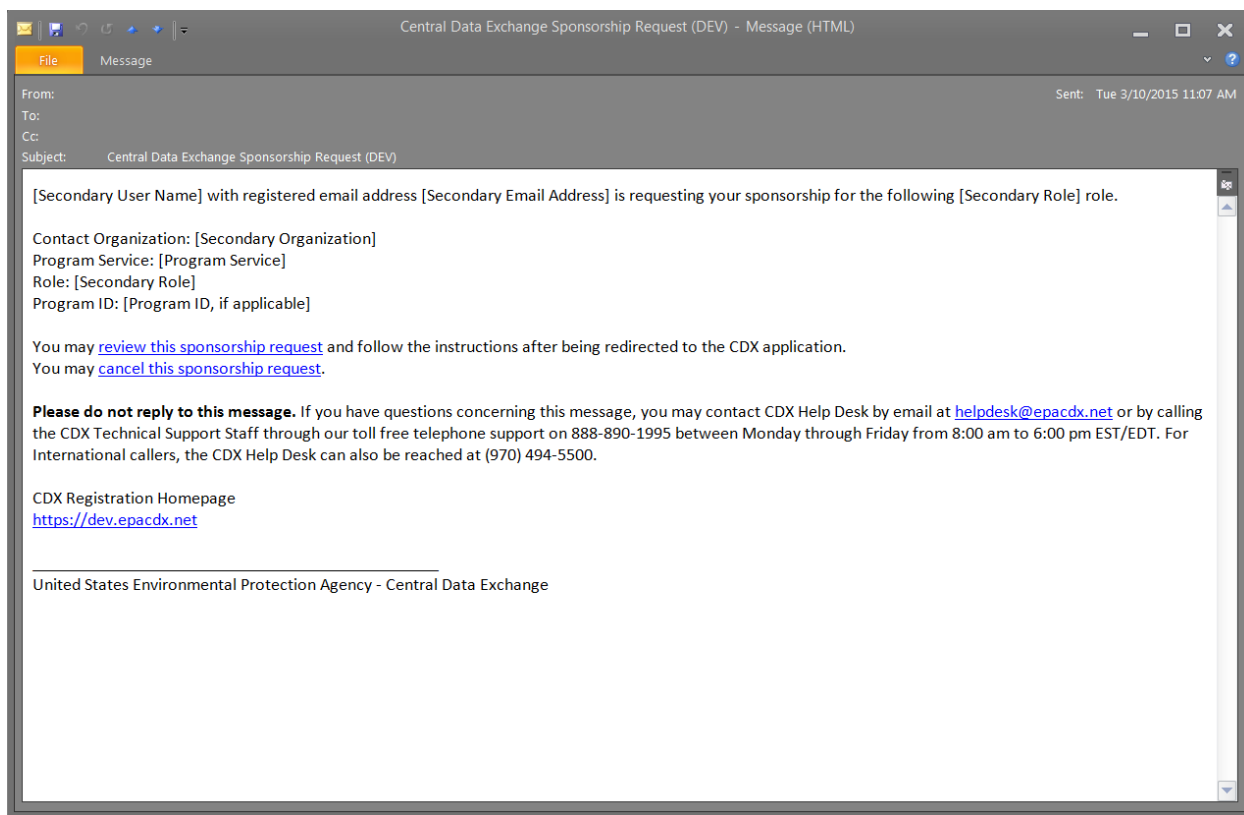 Central Data Exchange Sponsorship Request (DEV) - Message (HTML)
File Message
From: Sent: Tue 3/10/2015 11:07 AM
To:
Cc:
Subject: Central Data Exchange Sponsorship Request (DEV)
[Secondary User Name] with registered email address [Secondary Email Address] is requesting your sponsorship for the following [Secondary Role] role.
Contact Organization: [Secondary Organization]
Program Service: [Program Service]
Role: [Secondary Role]
Program ID: [Program ID, if applicable]
You may review this sponsorship request and follow the instructions after being redirected to the CDX application.
You may cancel this sponsorship request.
Please do not reply to this message. If you have questions concerning this message, you may contact CDX Help Desk by email at helpdesk@epacdx.net or by calling
the CDX Technical Support Staff through our toll free telephone support on 888-890-1995 between Monday through Friday from 8:00 am to 6:00 pm EST/EDT. For
International callers, the CDX Help Desk can also be reached at (970) 494-5500.
CDX Registration Homepage
https://dev.epacdx.net
United States Environmental Protection Agency - Central Data Exchange